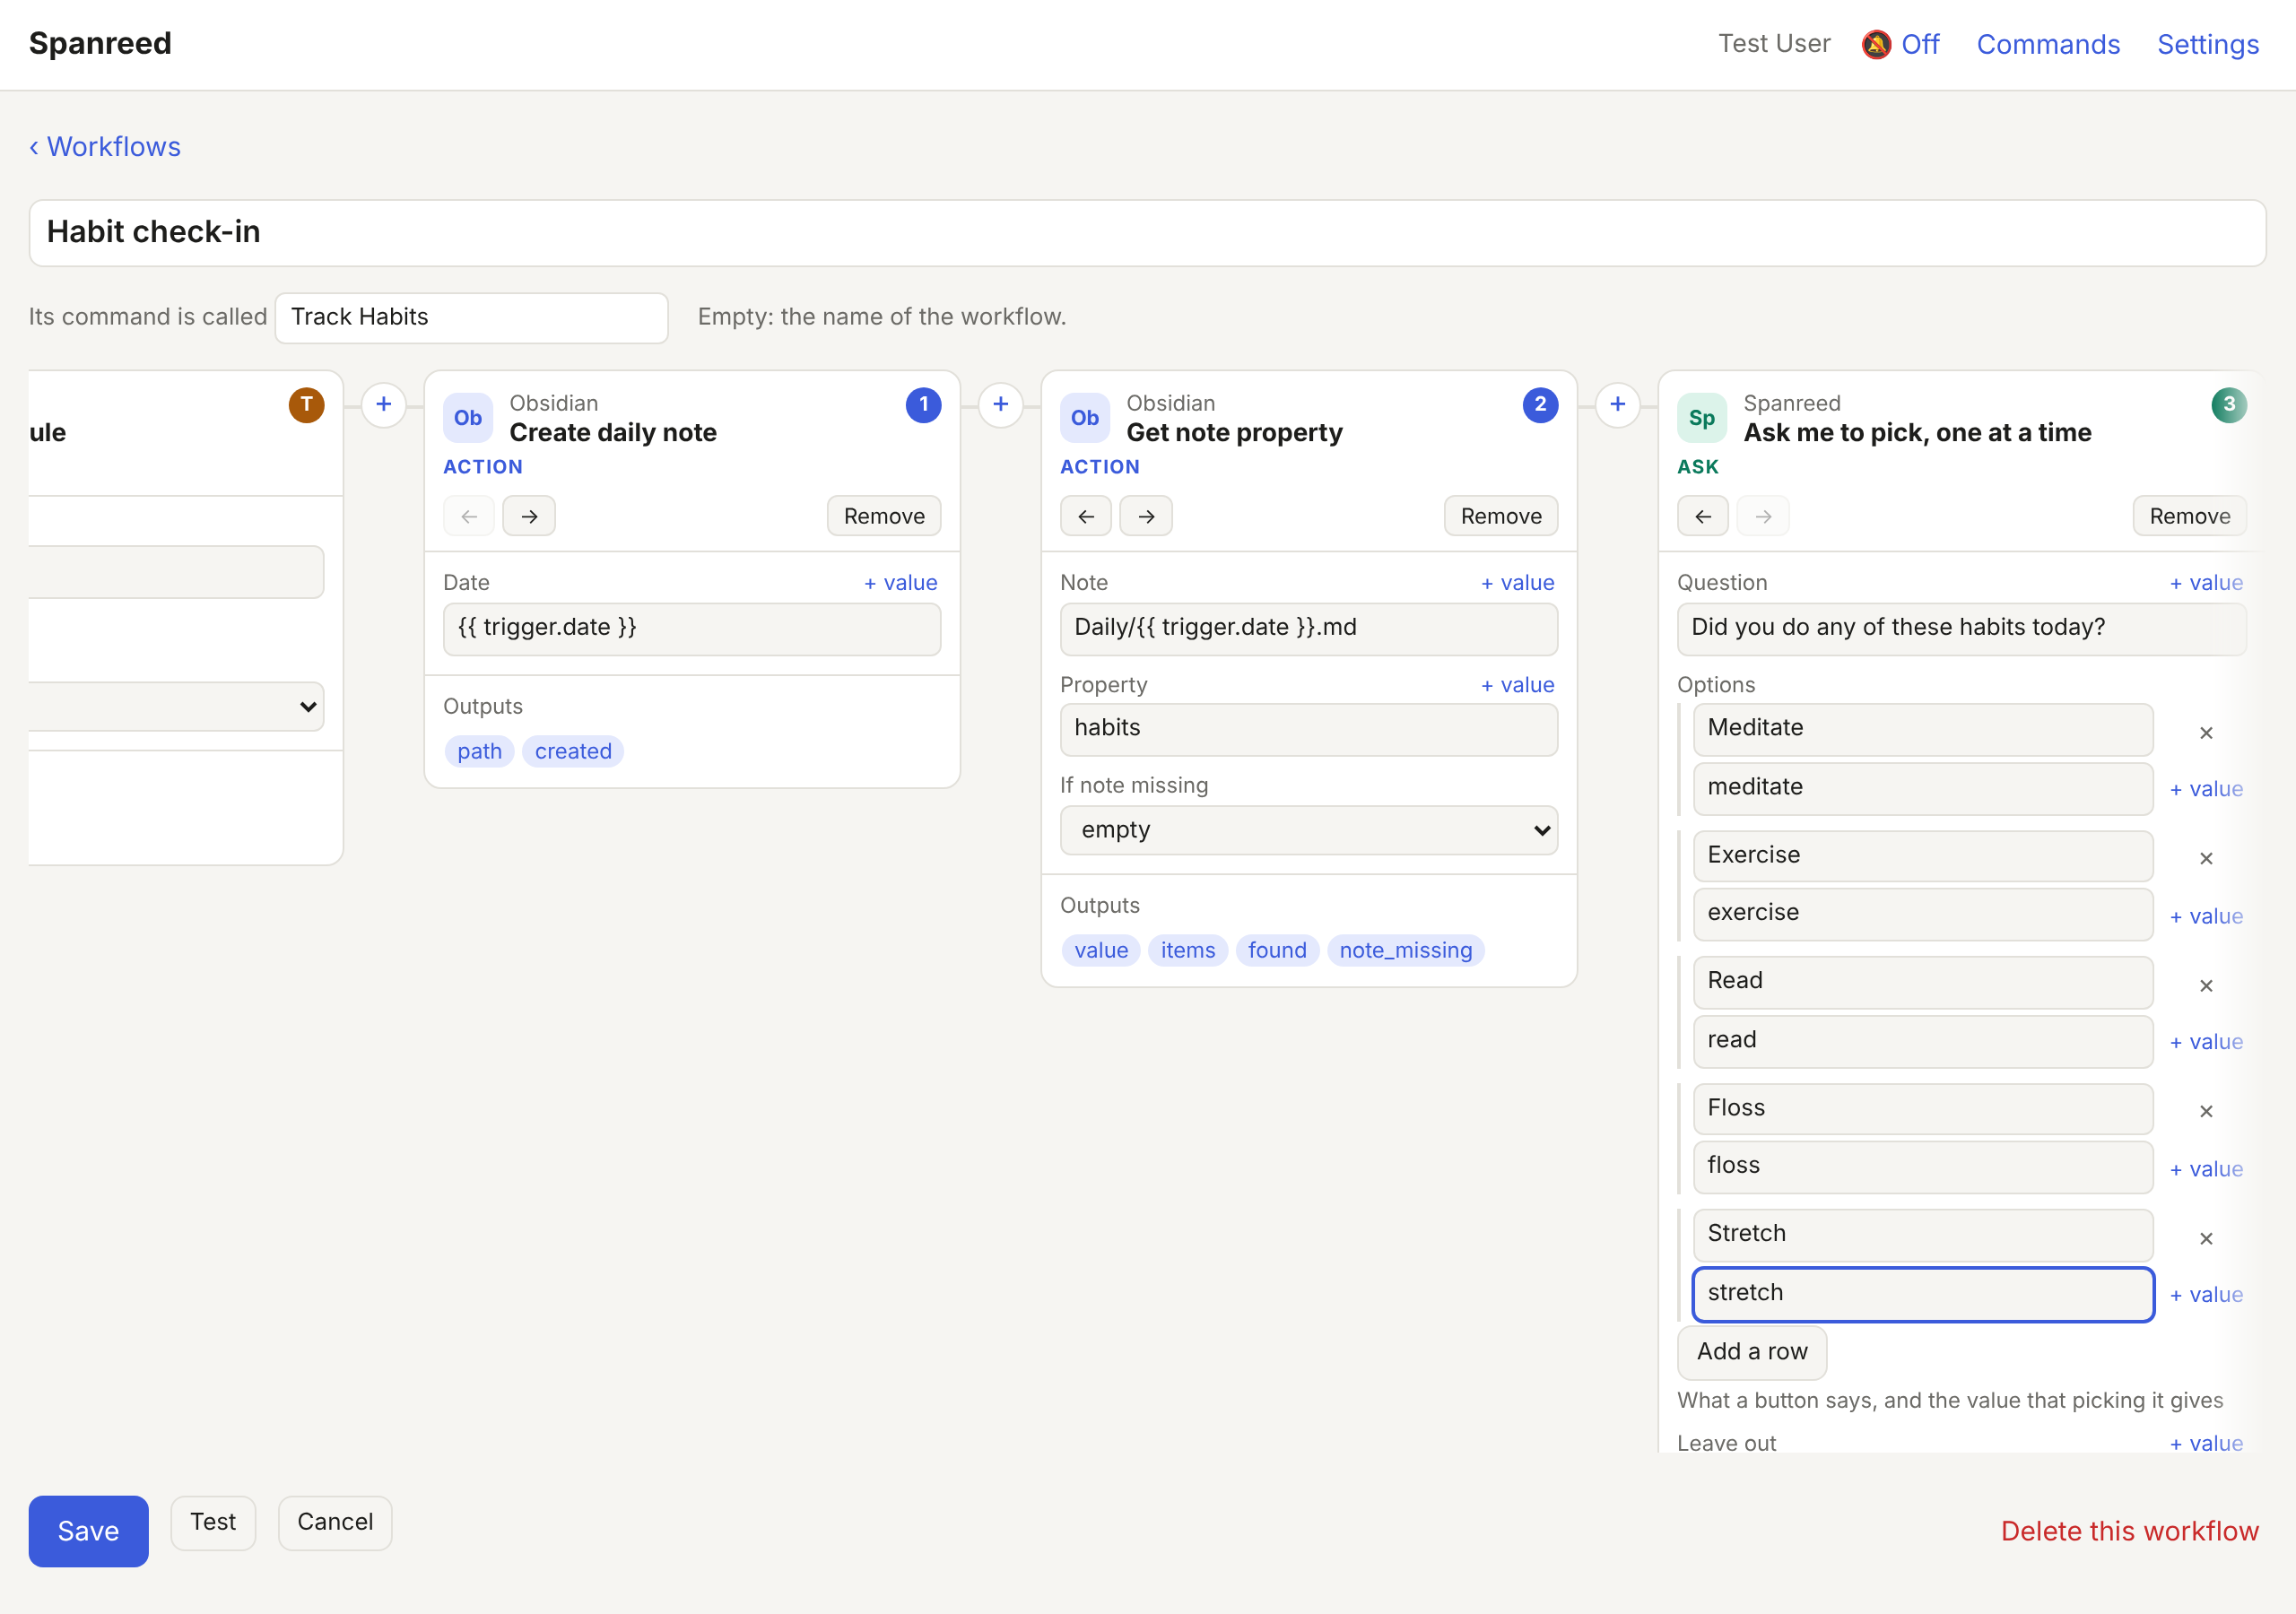 Spanreed
Test User Off Commands Settings
‹ Workflows
Habit check-in
Its command is called Track Habits Empty: the name of the workflow.
ule
T
+
Ob
Obsidian
Create daily note
1
ACTION
← → Remove
Date + value
{{ trigger.date }}
Outputs
path created
+
Ob
Obsidian
Get note property
2
ACTION
← → Remove
Note + value
Daily/{{ trigger.date }}.md
Property + value
habits
If note missing
empty
Outputs
value items found note_missing
+
Sp
Spanreed
Ask me to pick, one at a time
3
ASK
← → Remove
Question + value
Did you do any of these habits today?
Options
Meditate ×
meditate + value
Exercise ×
exercise + value
Read ×
read + value
Floss ×
floss + value
Stretch ×
stretch + value
Add a row
What a button says, and the value that picking it gives
Leave out + value
Save Test Cancel Delete this workflow